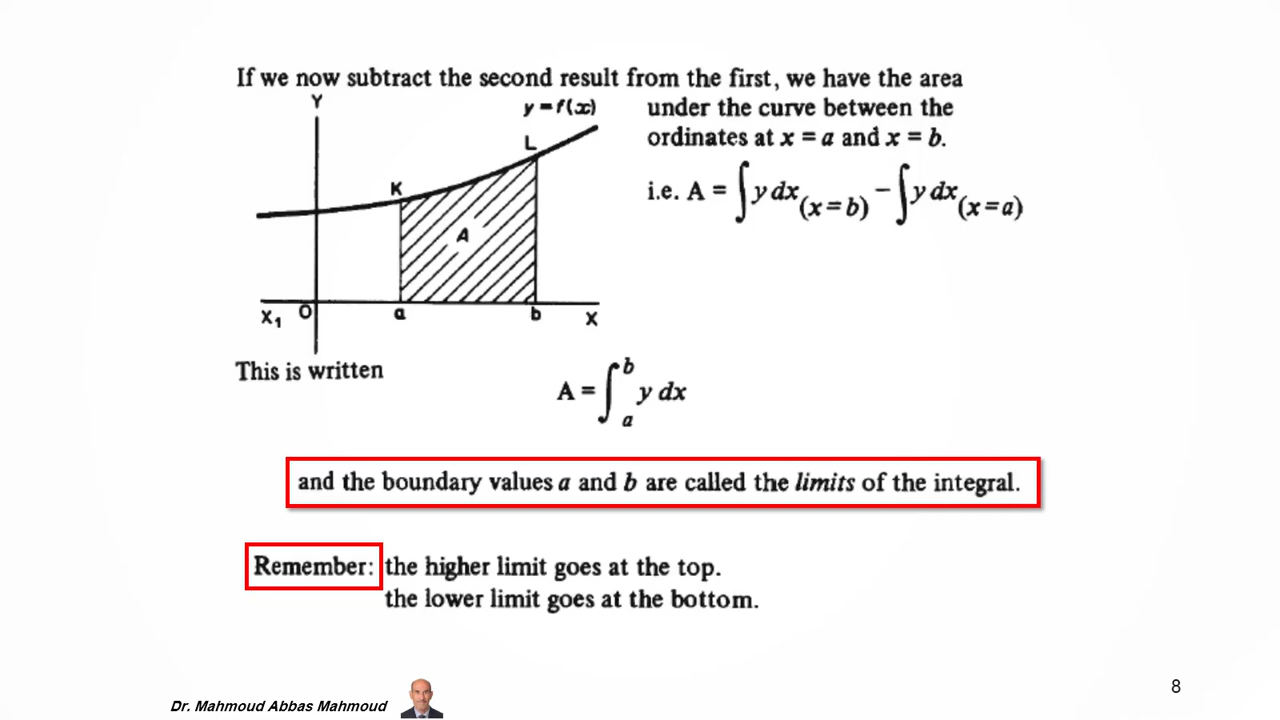 If we now subtract the second result from the first, we have the area
under the curve between the
ordinates at x = a and x = b.
i.e. A = ∫y dx(x=b) − ∫y dx(x=a)
Y
y = f(x)
L
K
A
X₁ O a b X
This is written
A = ∫ₐᵇ y dx
and the boundary values a and b are called the limits of the integral.
Remember: the higher limit goes at the top.
the lower limit goes at the bottom.
Dr. Mahmoud Abbas Mahmoud
8